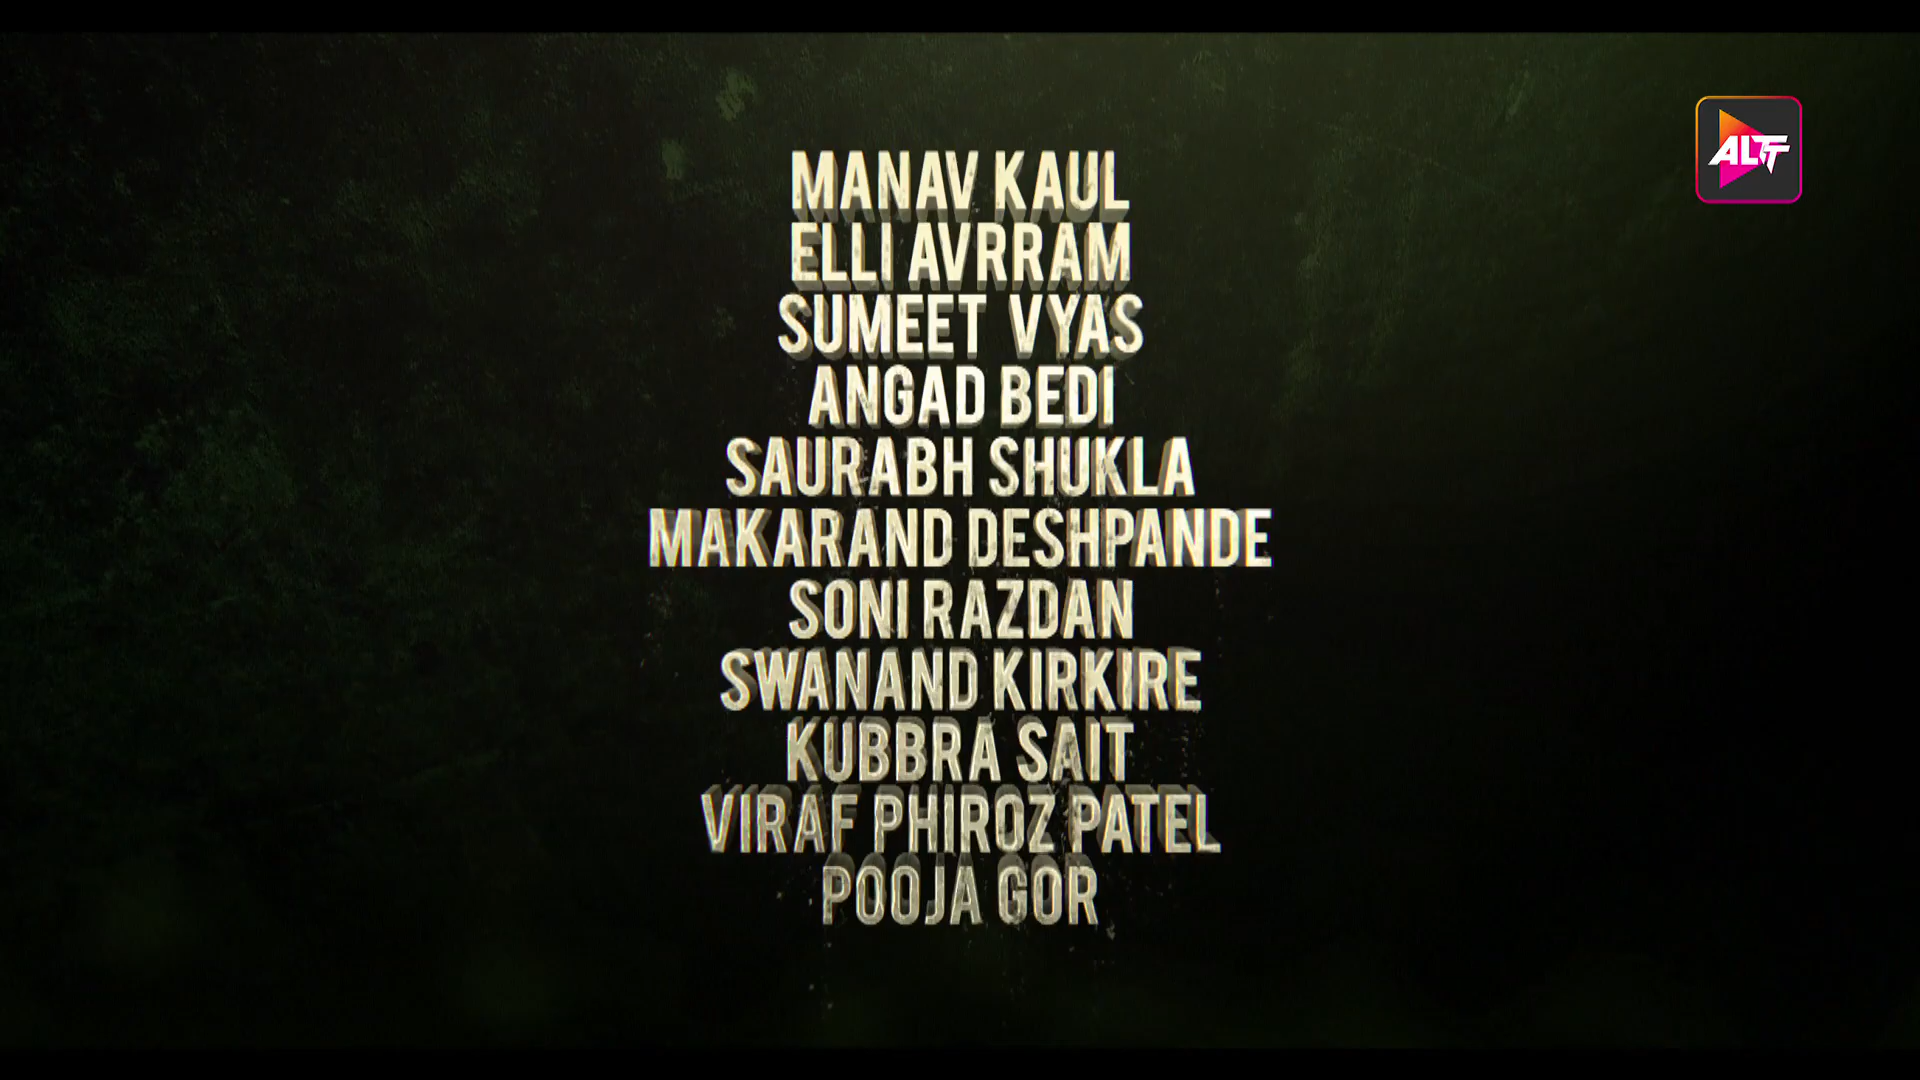 ALTT
MANAV KAUL
ELLI AVRRAM
SUMEET VYAS
ANGAD BEDI
SAURABH SHUKLA
MAKARAND DESHPANDE
SONI RAZDAN
SWANAND KIRKIRE
KUBBRA SAIT
VIRAF PHIROZ PATEL
POOJA GOR